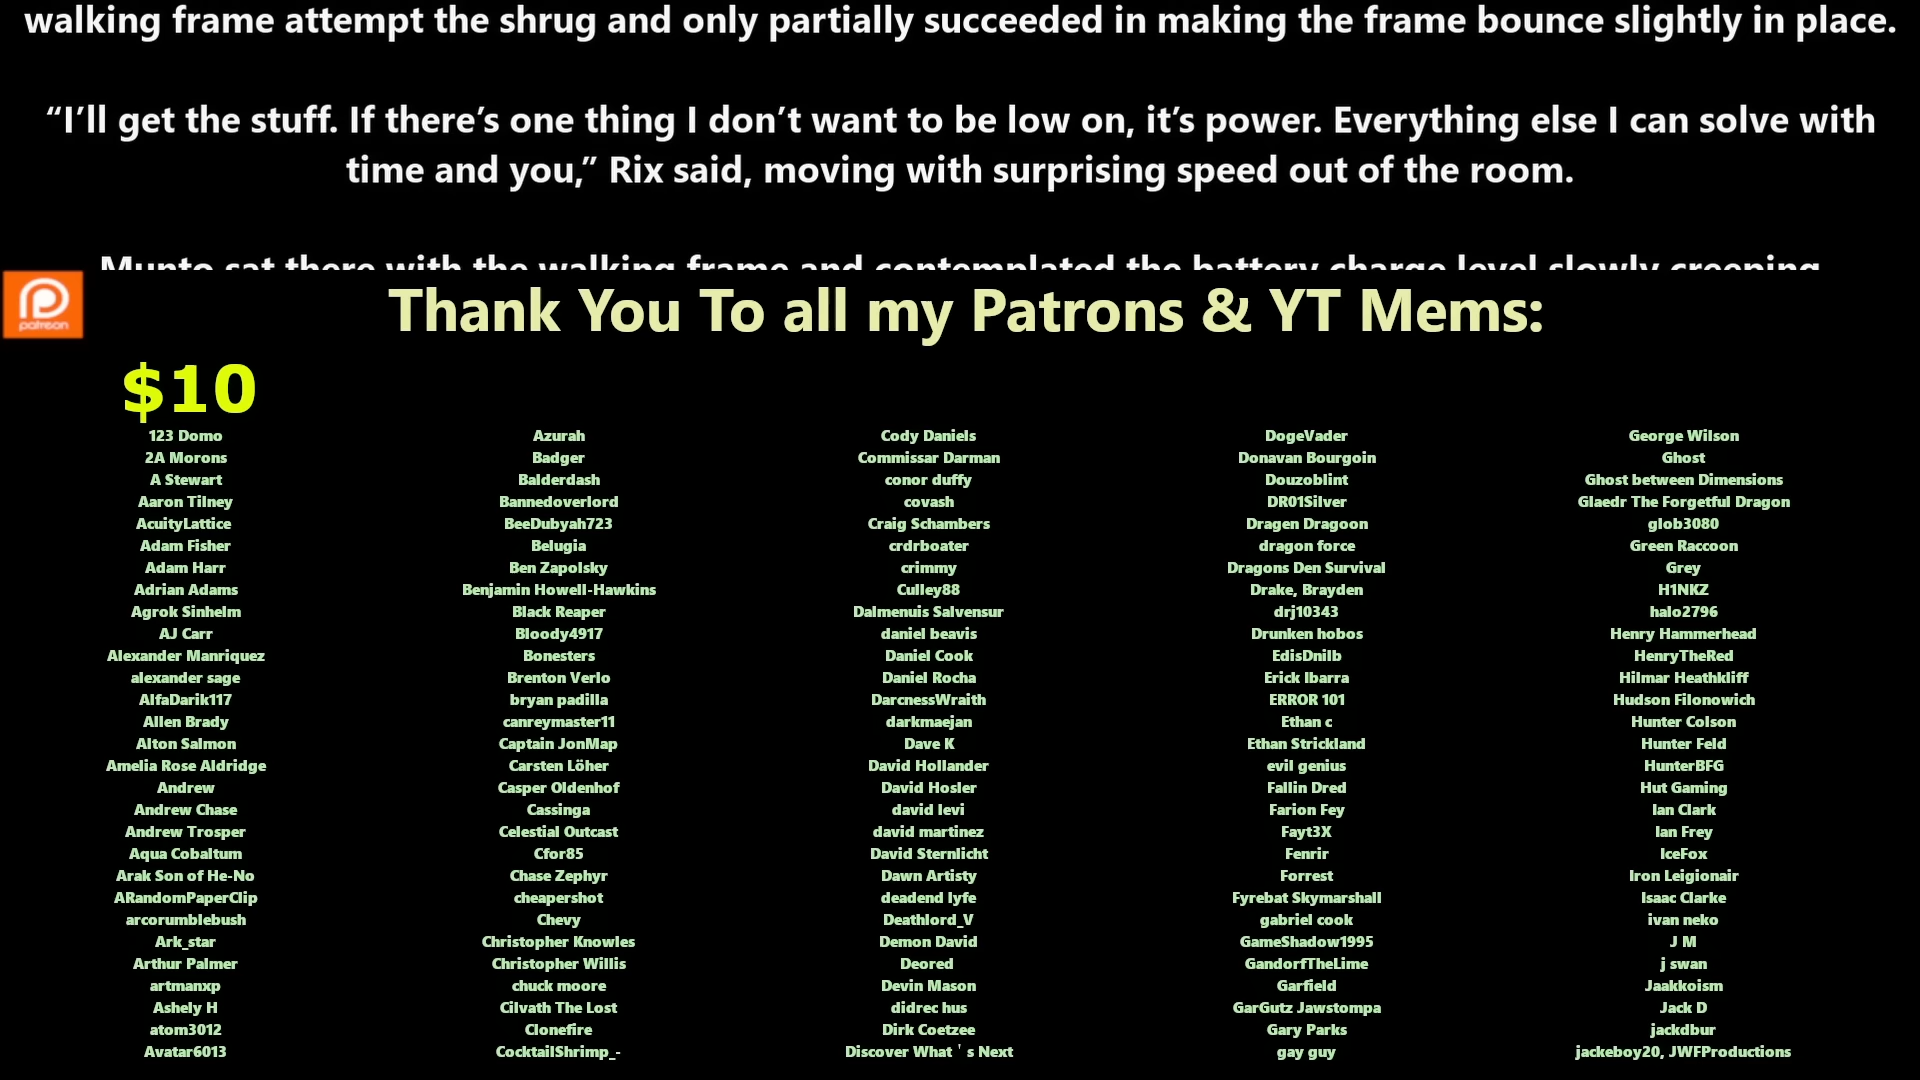 walking frame attempt the shrug and only partially succeeded in making the frame bounce slightly in place.
“I’ll get the stuff. If there’s one thing I don’t want to be low on, it’s power. Everything else I can solve with
time and you,” Rix said, moving with surprising speed out of the room.
Munto sat there with the walking frame and contemplated the battery charge level slowly creeping
patreon
Thank You To all my Patrons & YT Mems:
$10
123 Domo
2A Morons
A Stewart
Aaron Tilney
AcuityLattice
Adam Fisher
Adam Harr
Adrian Adams
Agrok Sinhelm
AJ Carr
Alexander Manriquez
alexander sage
AlfaDarik117
Allen Brady
Alton Salmon
Amelia Rose Aldridge
Andrew
Andrew Chase
Andrew Trosper
Aqua Cobaltum
Arak Son of He-No
ARandomPaperClip
arcorumblebush
Ark_star
Arthur Palmer
artmanxp
Ashely H
atom3012
Avatar6013
Azurah
Badger
Balderdash
Bannedoverlord
BeeDubyah723
Belugia
Ben Zapolsky
Benjamin Howell-Hawkins
Black Reaper
Bloody4917
Bonesters
Brenton Verlo
bryan padilla
canreymaster11
Captain JonMap
Carsten Löher
Casper Oldenhof
Cassinga
Celestial Outcast
Cfor85
Chase Zephyr
cheapershot
Chevy
Christopher Knowles
Christopher Willis
chuck moore
Cilvath The Lost
Clonefire
CocktailShrimp_-
Cody Daniels
Commissar Darman
conor duffy
covash
Craig Schambers
crdrboater
crimmy
Culley88
Dalmenuis Salvensur
daniel beavis
Daniel Cook
Daniel Rocha
DarcnessWraith
darkmaejan
Dave K
David Hollander
David Hosler
david levi
david martinez
David Sternlicht
Dawn Artisty
deadend lyfe
Deathlord_V
Demon David
Deored
Devin Mason
didrec hus
Dirk Coetzee
Discover What ' s Next
DogeVader
Donavan Bourgoin
Douzoblint
DR01Silver
Dragen Dragoon
dragon force
Dragons Den Survival
Drake, Brayden
drj10343
Drunken hobos
EdisDnilb
Erick Ibarra
ERROR 101
Ethan c
Ethan Strickland
evil genius
Fallin Dred
Farion Fey
Fayt3X
Fenrir
Forrest
Fyrebat Skymarshall
gabriel cook
GameShadow1995
GandorfTheLime
Garfield
GarGutz Jawstompa
Gary Parks
gay guy
George Wilson
Ghost
Ghost between Dimensions
Glaedr The Forgetful Dragon
glob3080
Green Raccoon
Grey
H1NKZ
halo2796
Henry Hammerhead
HenryTheRed
Hilmar Heathkliff
Hudson Filonowich
Hunter Colson
Hunter Feld
HunterBFG
Hut Gaming
Ian Clark
Ian Frey
IceFox
Iron Leigionair
Isaac Clarke
ivan neko
J M
j swan
Jaakkoism
Jack D
jackdbur
jackeboy20, JWFProductions